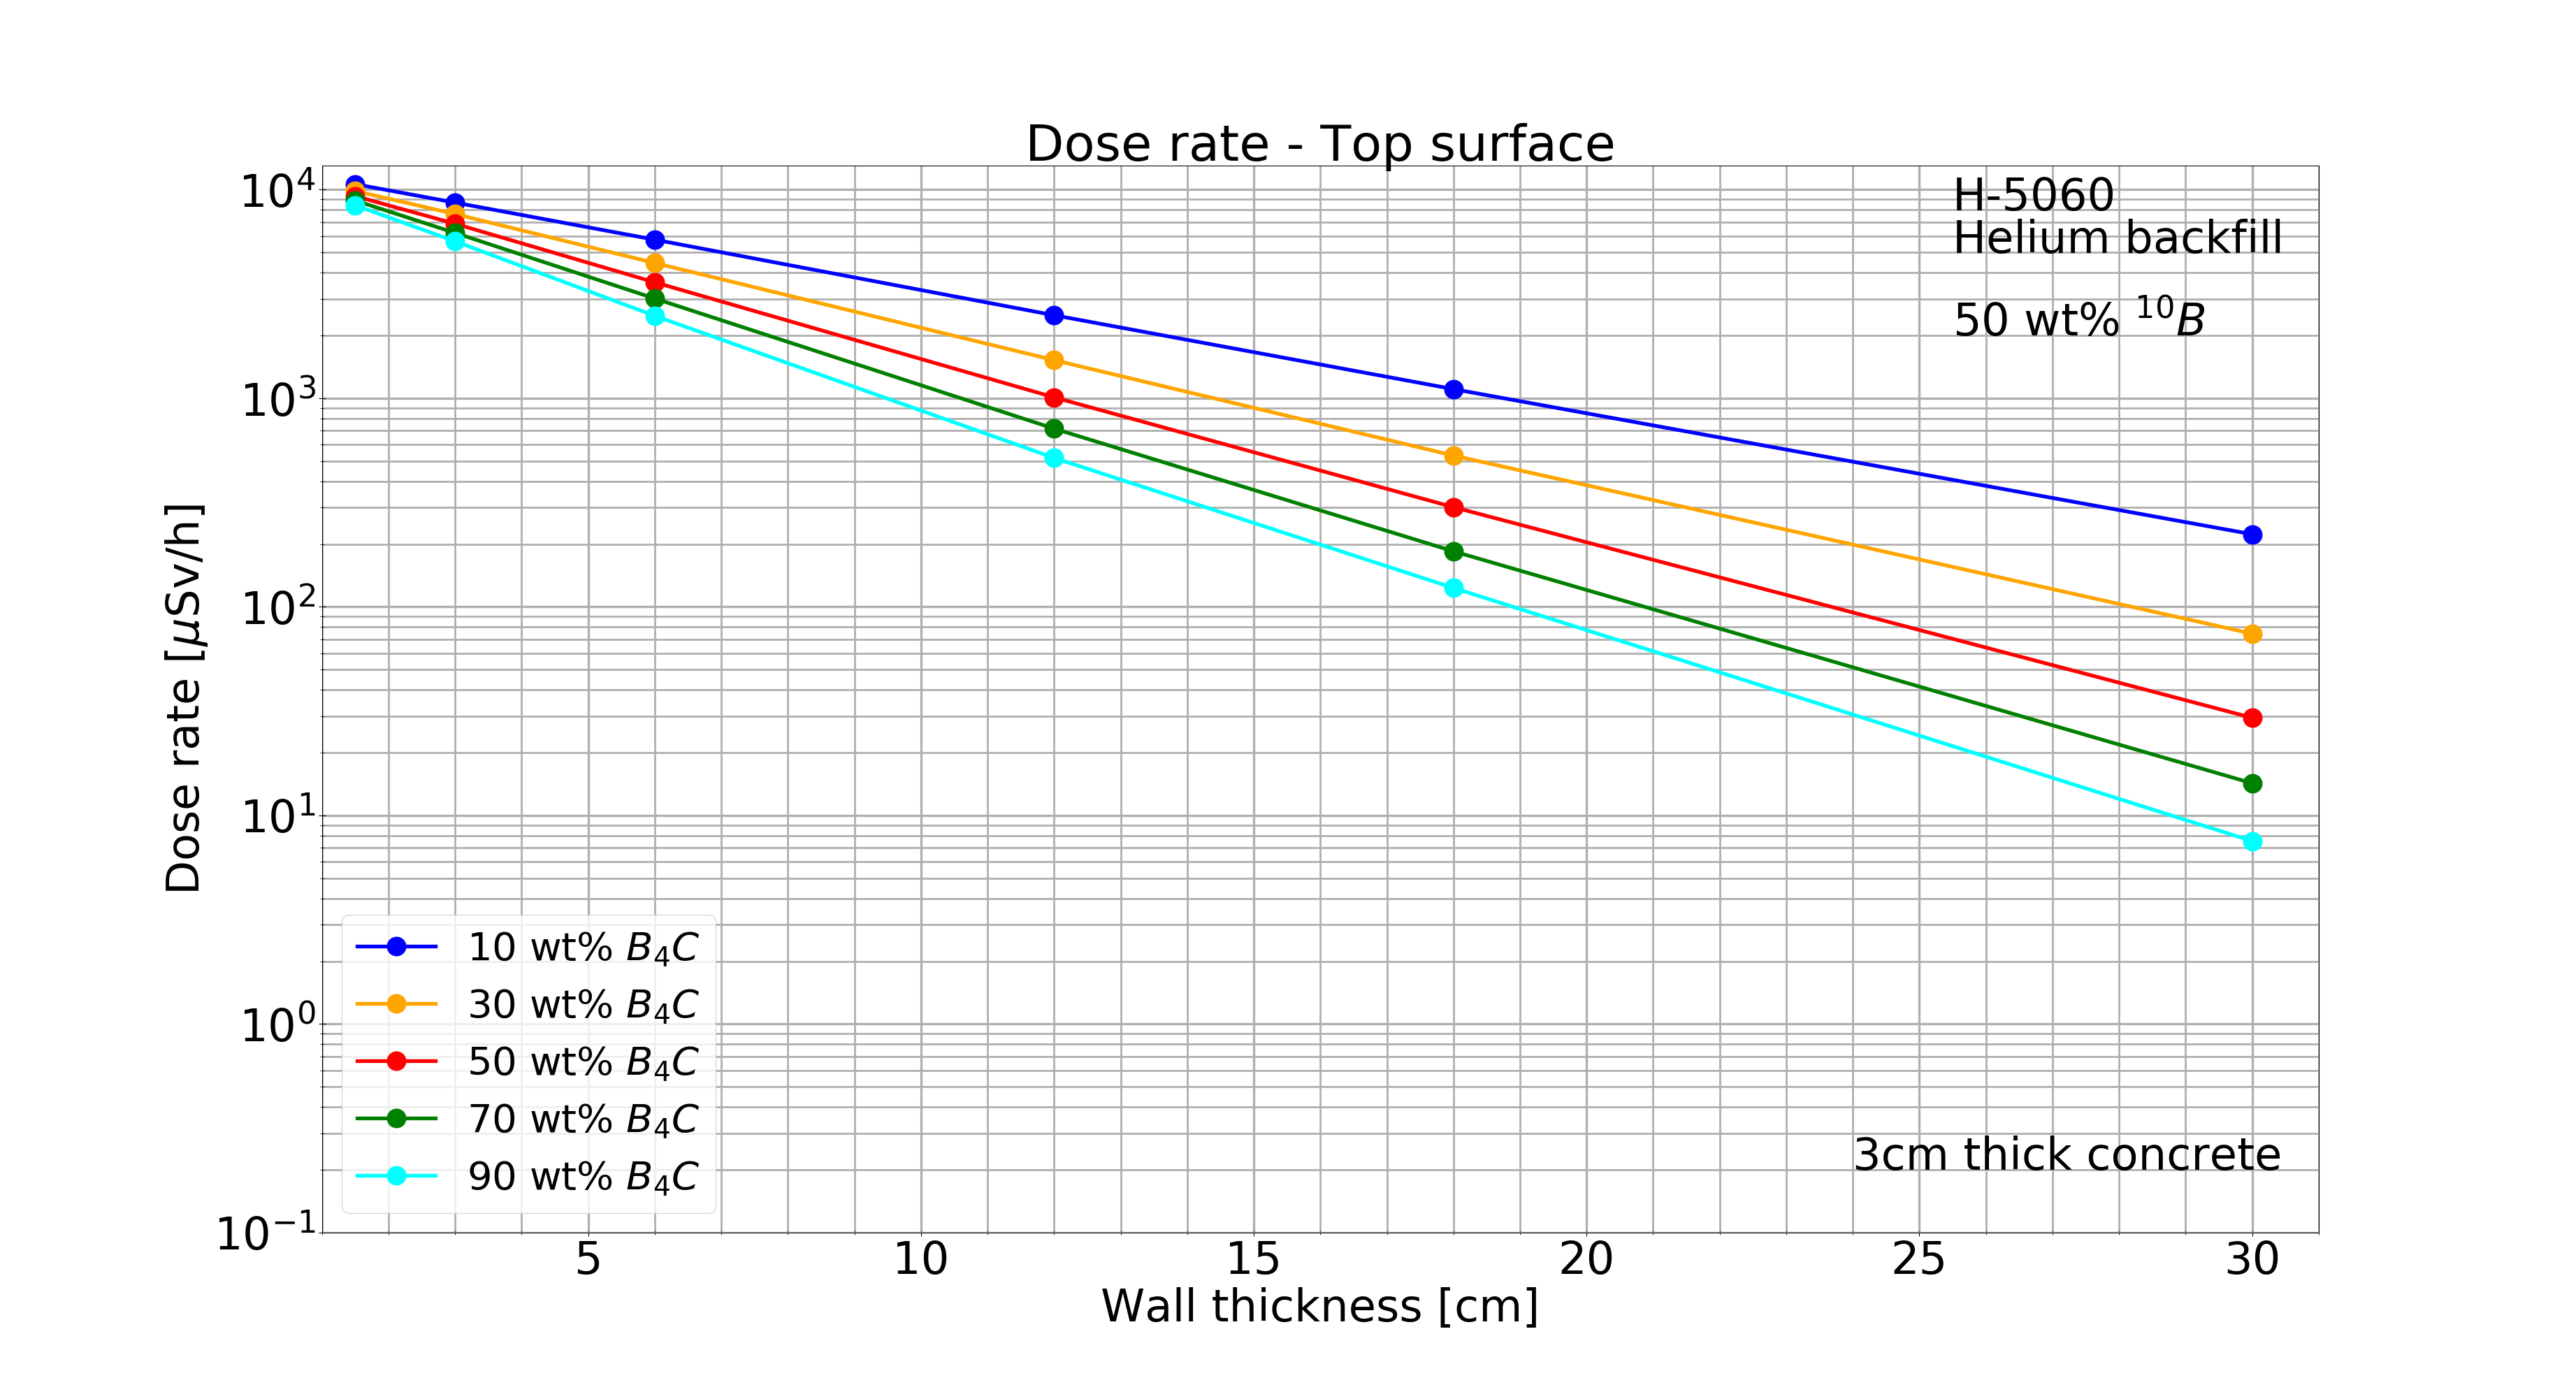 Dose rate - Top surface
H-5060
Helium backfill
50 wt% ¹⁰B
10⁴
10³
10²
10¹
10⁰
10⁻¹
Dose rate [μSv/h]
10 wt% B₄C
30 wt% B₄C
50 wt% B₄C
70 wt% B₄C
90 wt% B₄C
3cm thick concrete
5 10 15 20 25 30
Wall thickness [cm]